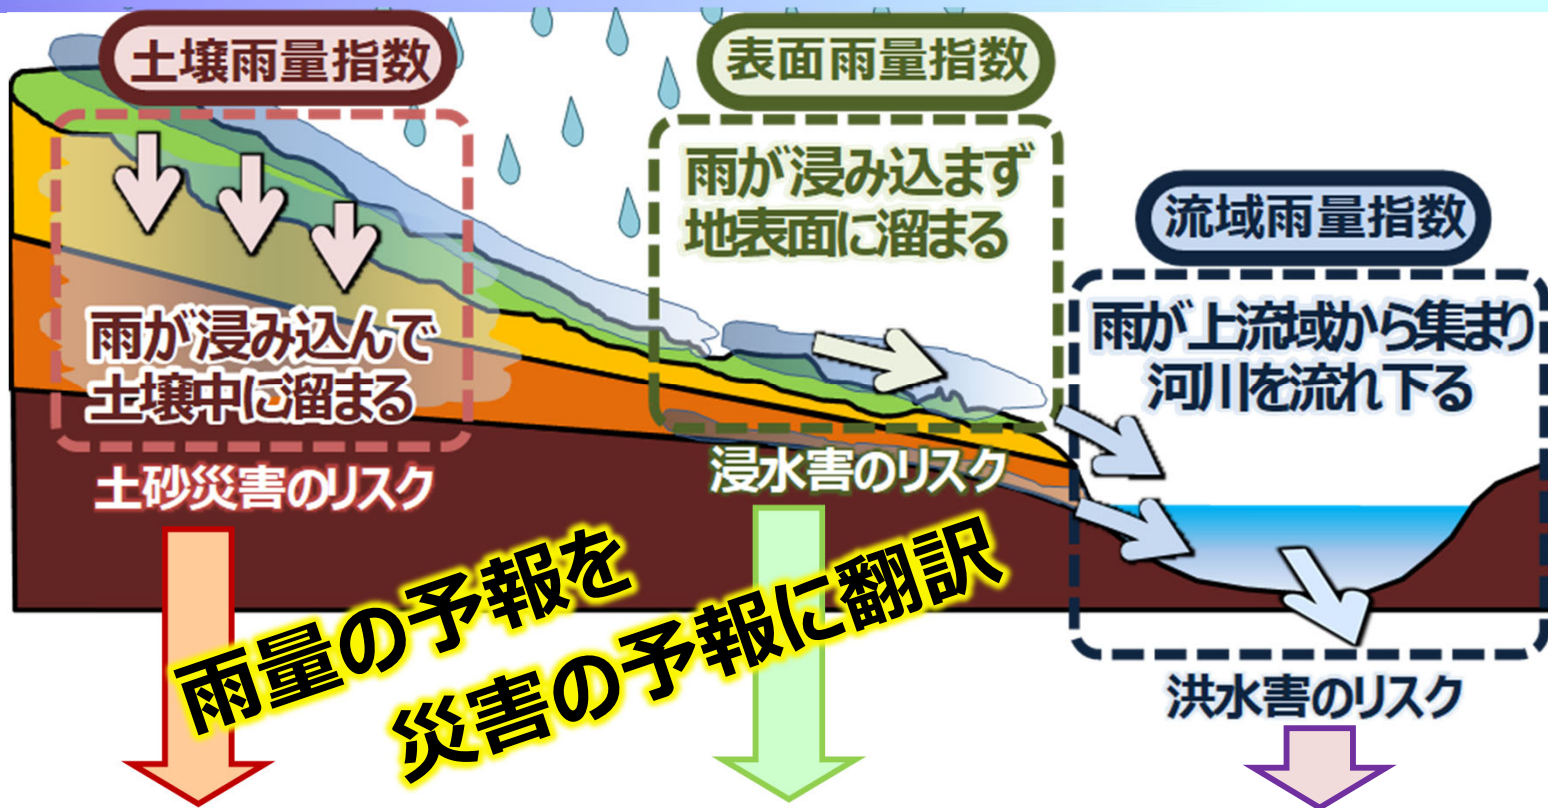 土壌雨量指数
雨が浸み込んで
土壌中に溜まる
土砂災害のリスク
表面雨量指数
雨が浸み込まず
地表面に溜まる
浸水害のリスク
流域雨量指数
雨が上流域から集まり
河川を流れ下る
洪水害のリスク
雨量の予報を
災害の予報に翻訳